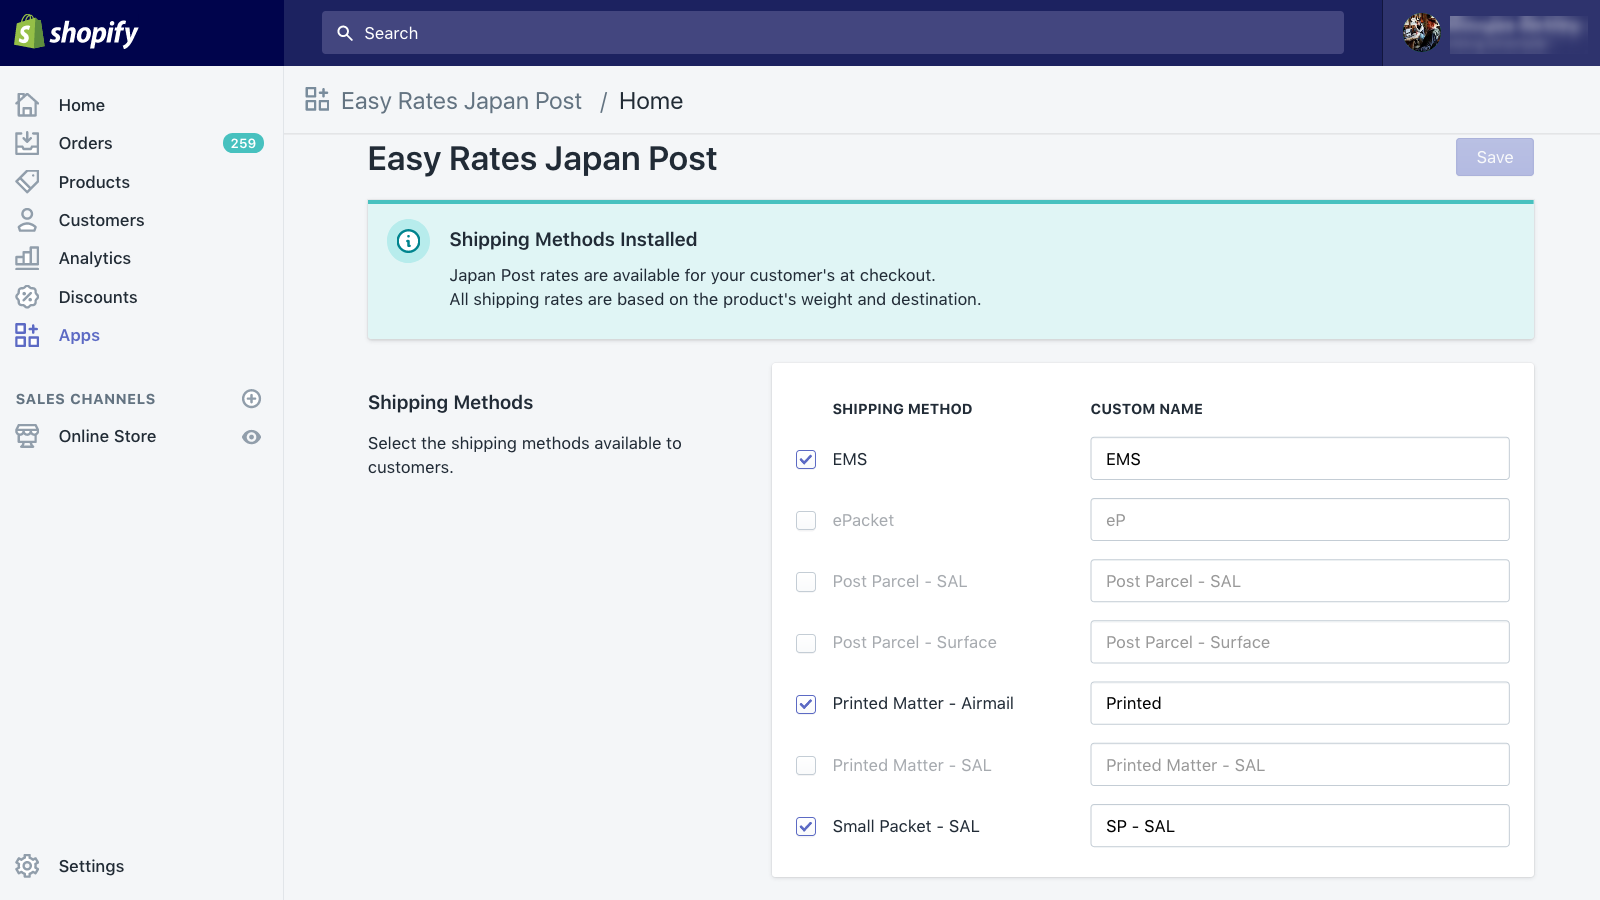 shopify
Search
Home
Orders 259
Products
Customers
Analytics
Discounts
Apps
SALES CHANNELS
Online Store
Settings
Easy Rates Japan Post / Home
Easy Rates Japan Post
Save
Shipping Methods Installed
Japan Post rates are available for your customer's at checkout.
All shipping rates are based on the product's weight and destination.
Shipping Methods
Select the shipping methods available to
customers.
SHIPPING METHOD CUSTOM NAME
EMS EMS
ePacket eP
Post Parcel - SAL Post Parcel - SAL
Post Parcel - Surface Post Parcel - Surface
Printed Matter - Airmail Printed
Printed Matter - SAL Printed Matter - SAL
Small Packet - SAL SP - SAL